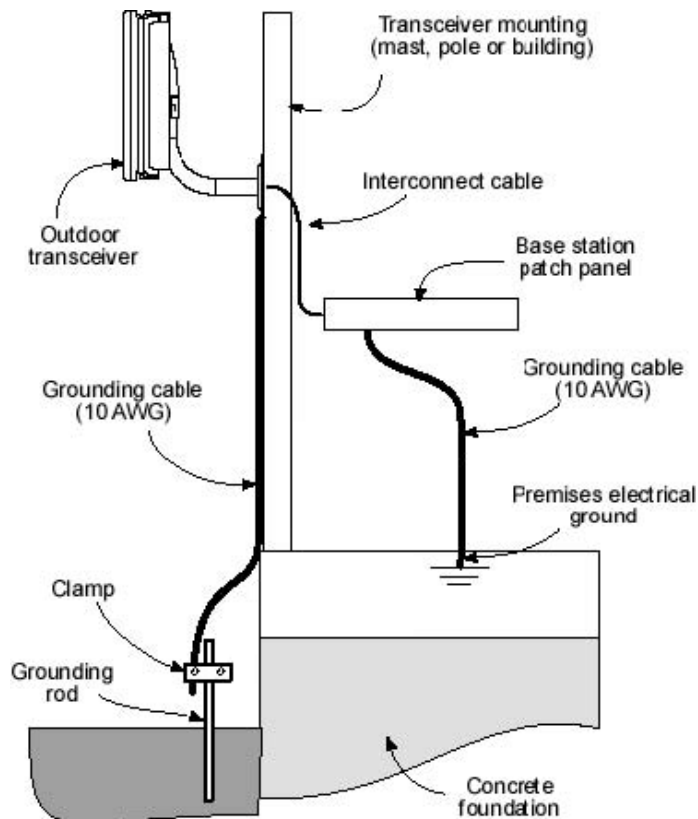 Transceiver mounting
(mast, pole or building)
Interconnect cable
Outdoor
transceiver
Base station
patch panel
Grounding cable
(10 AWG)
Grounding cable
(10 AWG)
Premises electrical
ground
Clamp
Grounding
rod
Concrete
foundation